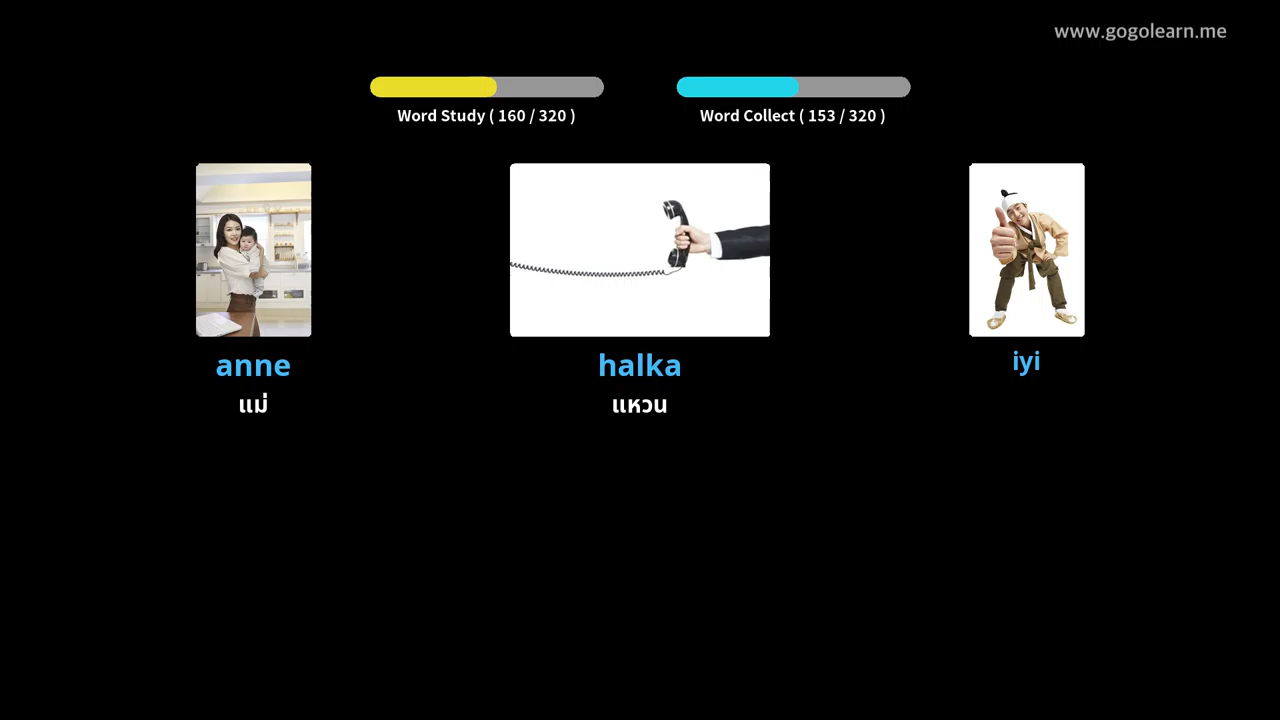 www.gogolearn.me
Word Study ( 160 / 320 )
Word Collect ( 153 / 320 )
anne
แม่
halka
แหวน
iyi